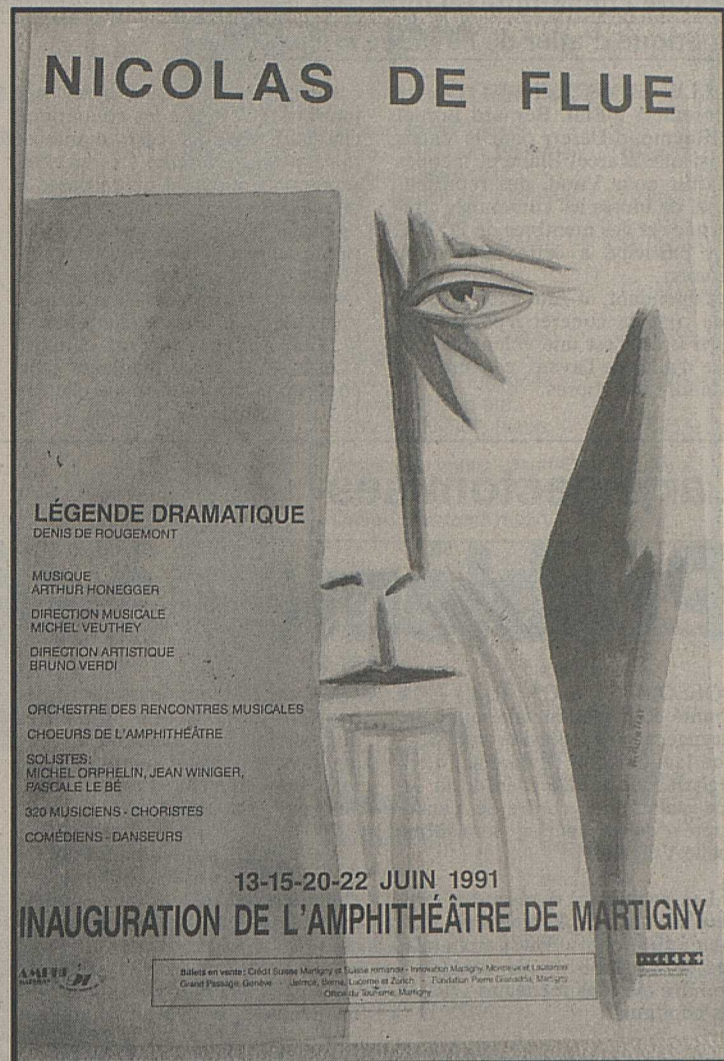 NICOLAS DE FLUE
LÉGENDE DRAMATIQUE
DENIS DE ROUGEMONT
MUSIQUE
ARTHUR HONEGGER
DIRECTION MUSICALE
MICHEL VEUTHEY
DIRECTION ARTISTIQUE
BRUNO VERDI
ORCHESTRE DES RENCONTRES MUSICALES
CHOEURS DE L'AMPHITHÉÂTRE
SOLISTES:
MICHEL ORPHELIN, JEAN WINIGER,
PASCALE LE BÉ
320 MUSICIENS - CHORISTES
COMÉDIENS - DANSEURS
13-15-20-22 JUIN 1991
INAUGURATION DE L'AMPHITHÉÂTRE DE MARTIGNY
Billets en vente: Crédit Suisse Martigny et Suisse romande - Innovation Martigny, Montreux et Lausanne
Grand Passage, Genève - Jelmoli, Berne, Lucerne et Zurich - Fondation Pierre Gianadda, Martigny
Office du Tourisme, Martigny